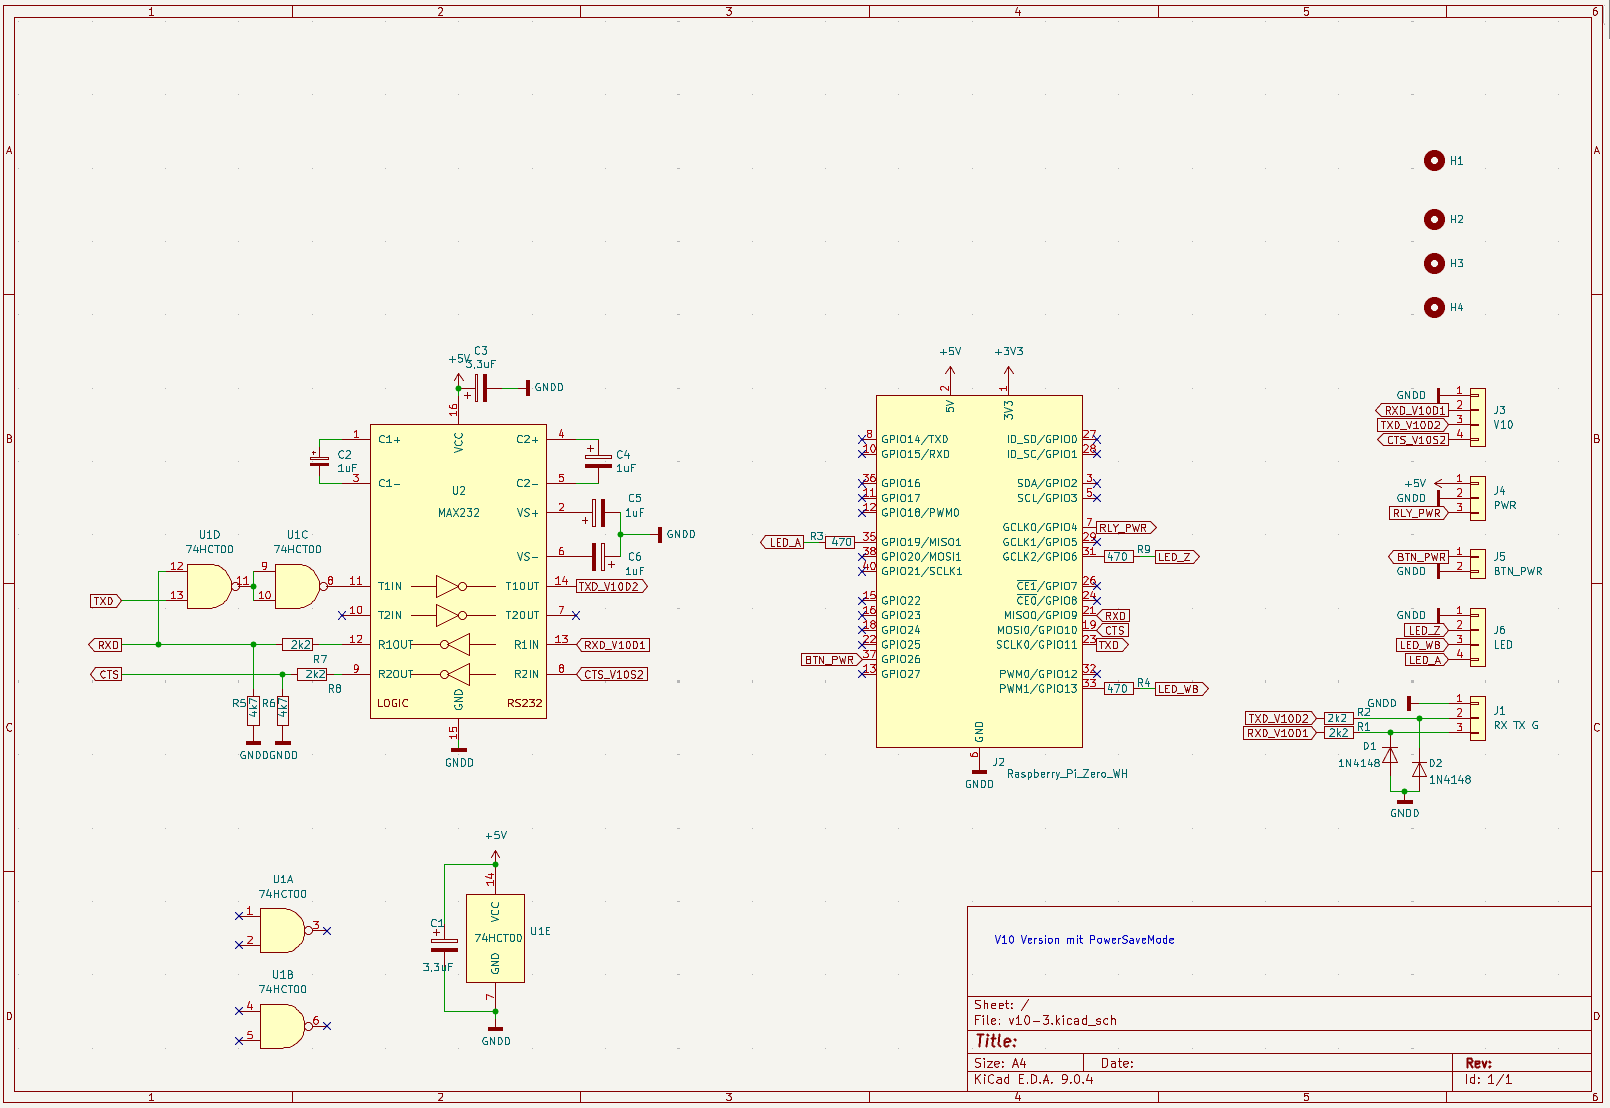 1 2 3 4 5 6
A A
H1
H2
H3
H4
B B
+5V
C3
3.3uF
+
GNDD
16
1 C1+ VCC C2+ 4
+ C2
1uF
+ C4
1uF
3 C1- C2- 5
U2
MAX232
VS+ 2
+ C5
1uF
GNDD
VS- 6
+ C6
1uF
U1D
74HCT00
12
13
11
U1C
74HCT00
9
10
8
11 T1IN T1OUT 14 TXD_V10D2
TXD
10 T2IN T2OUT 7
RXD 2k2 R7 12 R1OUT R1IN 13 RXD_V10D1
CTS 2k2 R8 9 R2OUT R2IN 8 CTS_V10S2
R5 4k7 R6 4k7
LOGIC GND RS232
15
GNDD GNDD
GNDD
+5V +3V3
2 1
5V 3V3
8 GPIO14/TXD ID_SD/GPIO0 27
10 GPIO15/RXD ID_SC/GPIO1 28
36 GPIO16 SDA/GPIO2 3
11 GPIO17 SCL/GPIO3 5
12 GPIO18/PWM0
GCLK0/GPIO4 7 RLY_PWR
LED_A R3 470 35 GPIO19/MISO1 GCLK1/GPIO5 29
38 GPIO20/MOSI1 GCLK2/GPIO6 31 470 R9 LED_Z
40 GPIO21/SCLK1
CE1/GPIO7 26
15 GPIO22 CE0/GPIO8 24
16 GPIO23 MISO0/GPIO9 21 RXD
18 GPIO24 MOSI0/GPIO10 19 CTS
22 GPIO25 SCLK0/GPIO11 23 TXD
BTN_PWR 37 GPIO26
13 GPIO27 PWM0/GPIO12 32
PWM1/GPIO13 33 470 R4 LED_WB
GND
6
GNDD
J2
Raspberry_Pi_Zero_WH
GNDD 1
RXD_V10D1 2
TXD_V10D2 3
CTS_V10S2 4
J3
V10
+5V 1
GNDD 2
RLY_PWR 3
J4
PWR
BTN_PWR 1
GNDD 2
J5
BTN_PWR
GNDD 1
LED_Z 2
LED_WB 3
LED_A 4
J6
LED
C C
GNDD 1
TXD_V10D2 2k2 R2 2
RXD_V10D1 2k2 R1 3
J1
RX TX G
D1
1N4148
D2
1N4148
GNDD
+5V
14
C1
+
3.3uF
VCC
74HCT00
GND
U1E
7
GNDD
U1A
74HCT00
1
2
3
U1B
74HCT00
4
5
6
D D
V10 Version mit PowerSaveMode
Sheet: /
File: v10-3.kicad_sch
Title:
Size: A4 Date: Rev:
KiCad E.D.A. 9.0.4 Id: 1/1
1 2 3 4 5 6